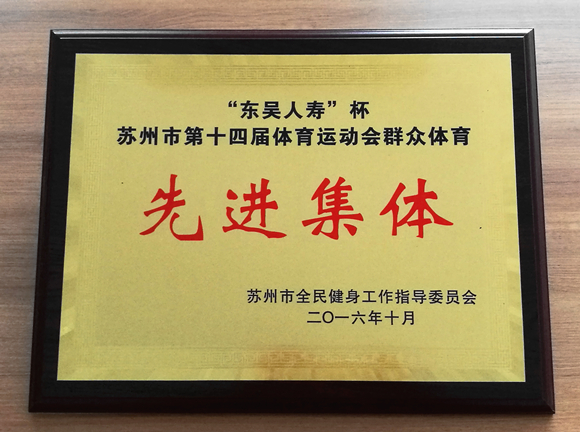 “东吴人寿”杯
苏州市第十四届体育运动会群众体育
先进集体
苏州市全民健身工作指导委员会
二〇一六年十月